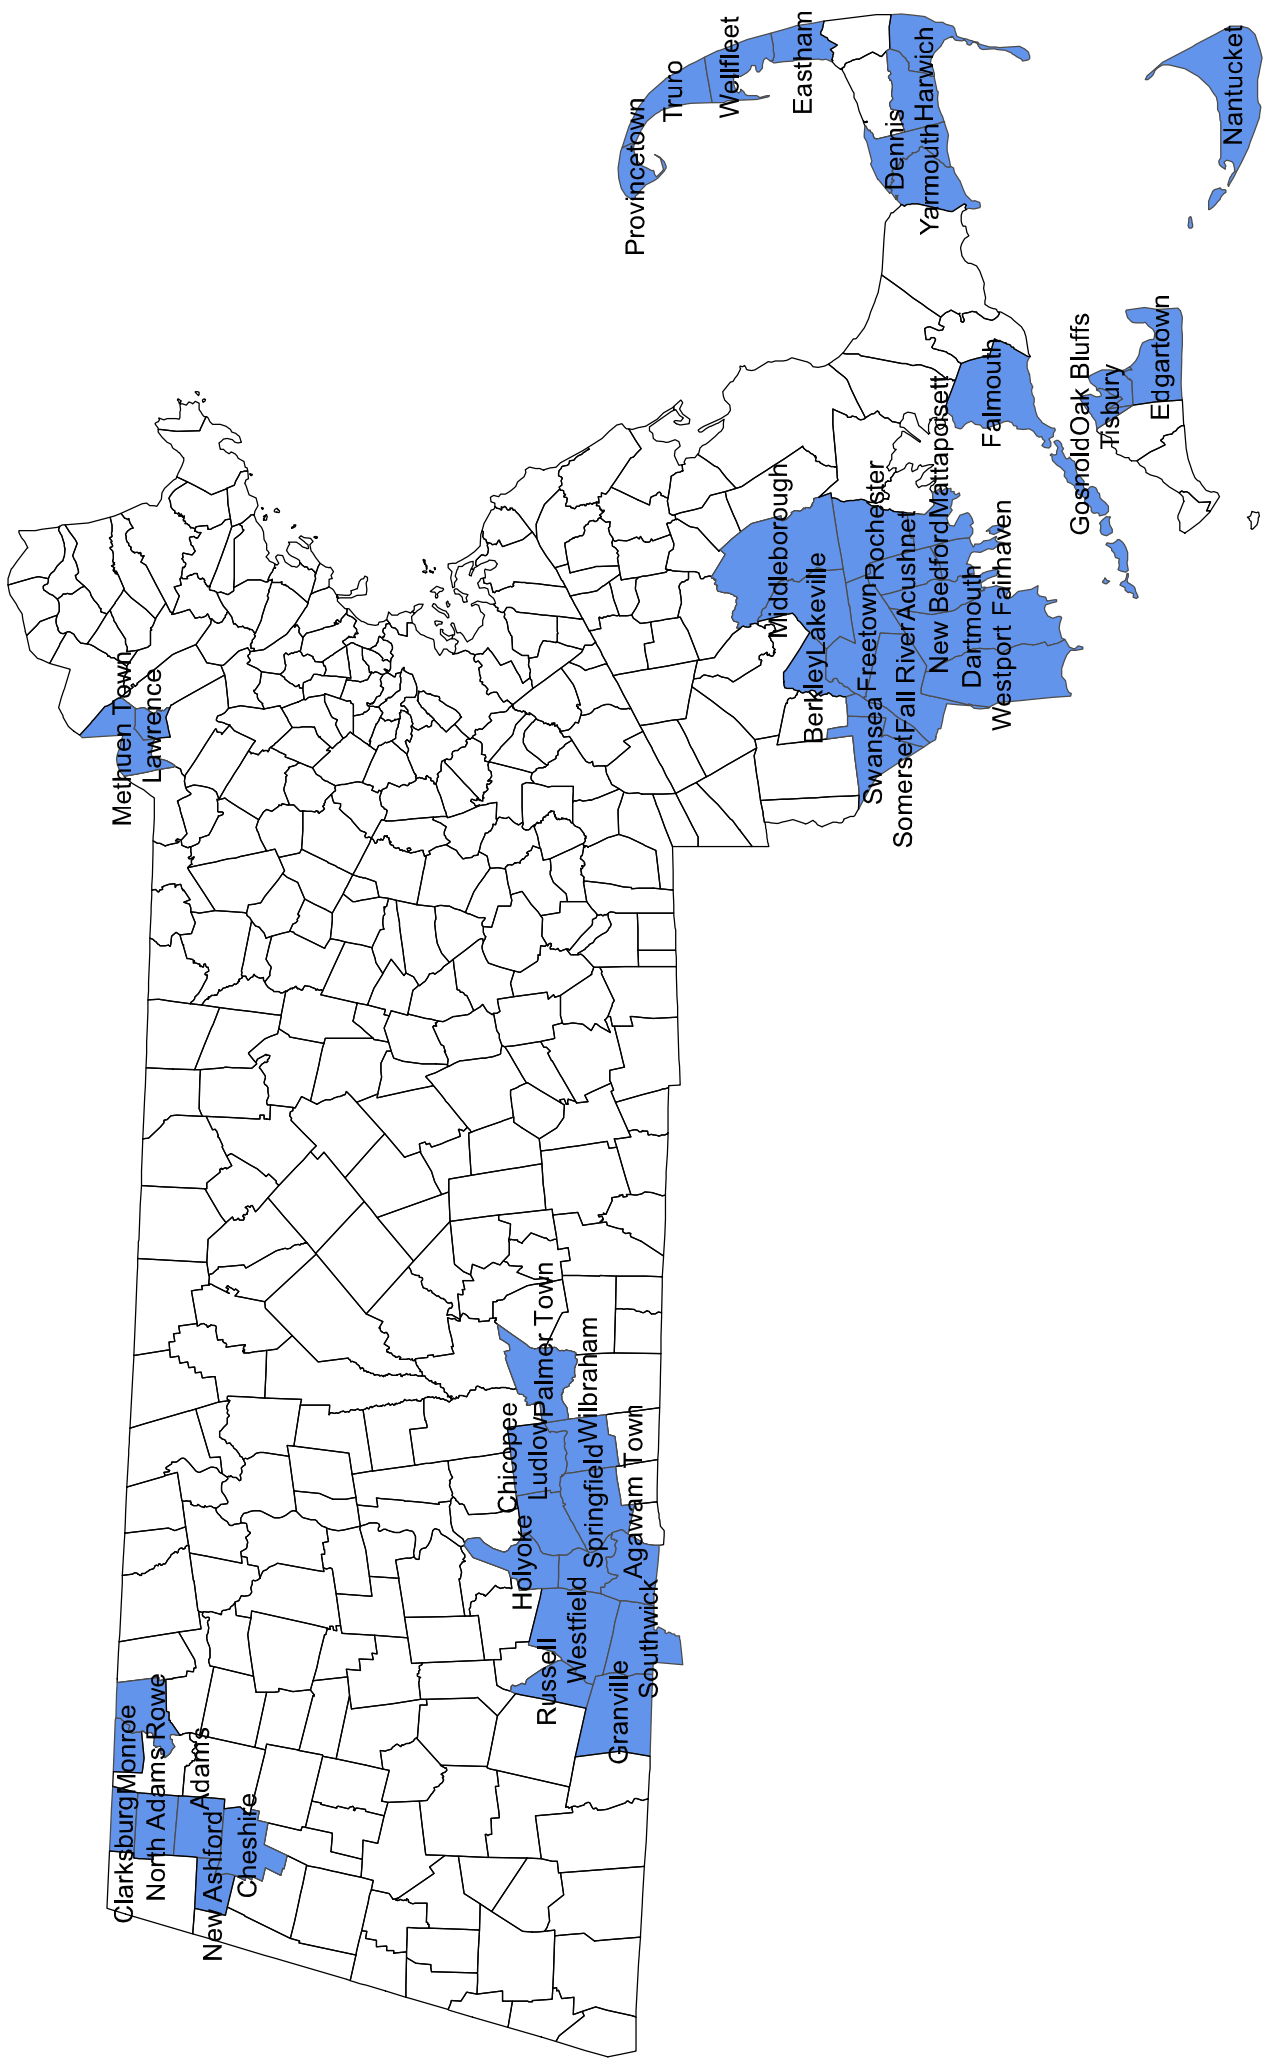 Provincetown
Truro
Wellfleet
Eastham
Dennis
Harwich
Yarmouth
Nantucket
Falmouth
Oak Bluffs
Gosnold
Tisbury
Edgartown
Methuen Town
Lawrence
Middleborough
Lakeville
Berkley
Rochester
Freetown
Acushnet
Mattapoisett
New Bedford
Fall River
Dartmouth
Fairhaven
Westport
Swansea
Somerset
Palmer Town
Wilbraham
Chicopee
Ludlow
Springfield
Agawam Town
Holyoke
Westfield
Southwick
Russell
Granville
Monroe
Rowe
Clarksburg
North Adams
Adams
New Ashford
Cheshire